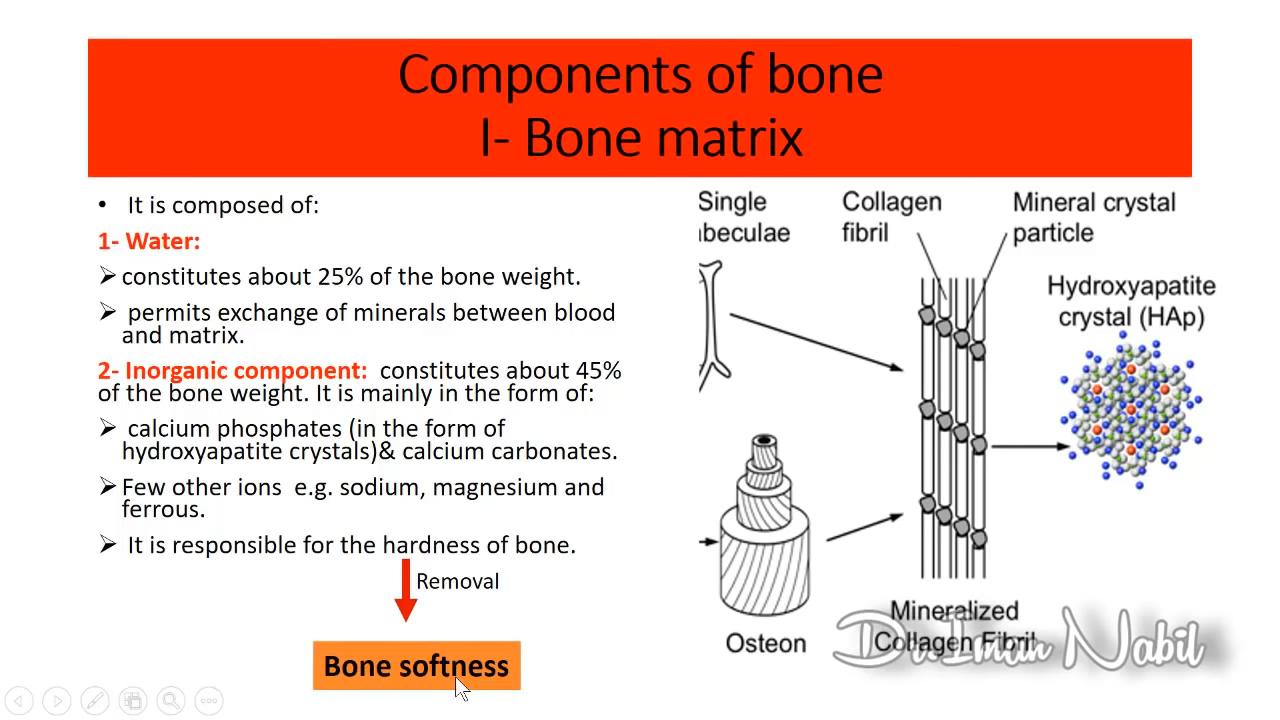 Components of bone
I- Bone matrix
• It is composed of:
1- Water:
➢ constitutes about 25% of the bone weight.
➢ permits exchange of minerals between blood
and matrix.
2- Inorganic component: constitutes about 45%
of the bone weight. It is mainly in the form of:
➢ calcium phosphates (in the form of
hydroxyapatite crystals)& calcium carbonates.
➢ Few other ions e.g. sodium, magnesium and
ferrous.
➢ It is responsible for the hardness of bone.
Removal
Bone softness
Single
abeculae
Collagen
fibril
Mineral crystal
particle
Hydroxyapatite
crystal (HAp)
Osteon
Mineralized
Collagen Fibril
Dr.Iman Nabil